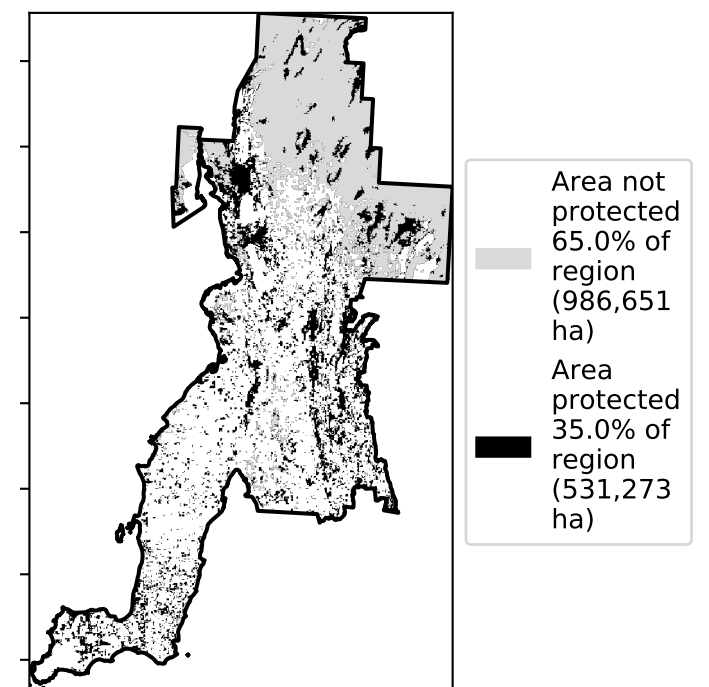 Area not
protected
65.0% of
region
(986,651
ha)
Area
protected
35.0% of
region
(531,273
ha)